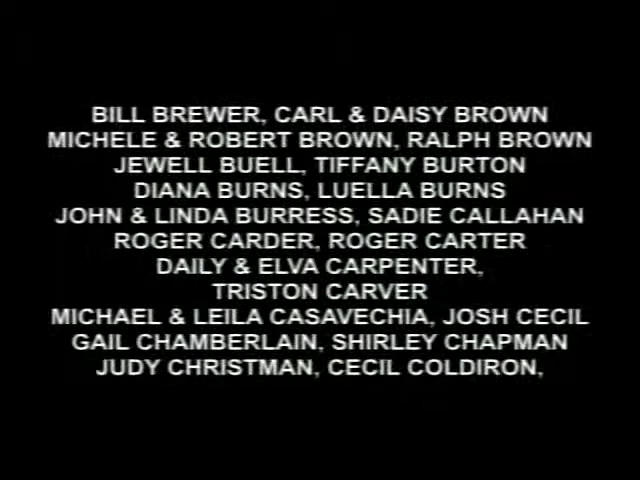 BILL BREWER, CARL & DAISY BROWN
MICHELE & ROBERT BROWN, RALPH BROWN
JEWELL BUELL, TIFFANY BURTON
DIANA BURNS, LUELLA BURNS
JOHN & LINDA BURRESS, SADIE CALLAHAN
ROGER CARDER, ROGER CARTER
DAILY & ELVA CARPENTER,
TRISTON CARVER
MICHAEL & LEILA CASAVECHIA, JOSH CECIL
GAIL CHAMBERLAIN, SHIRLEY CHAPMAN
JUDY CHRISTMAN, CECIL COLDIRON,